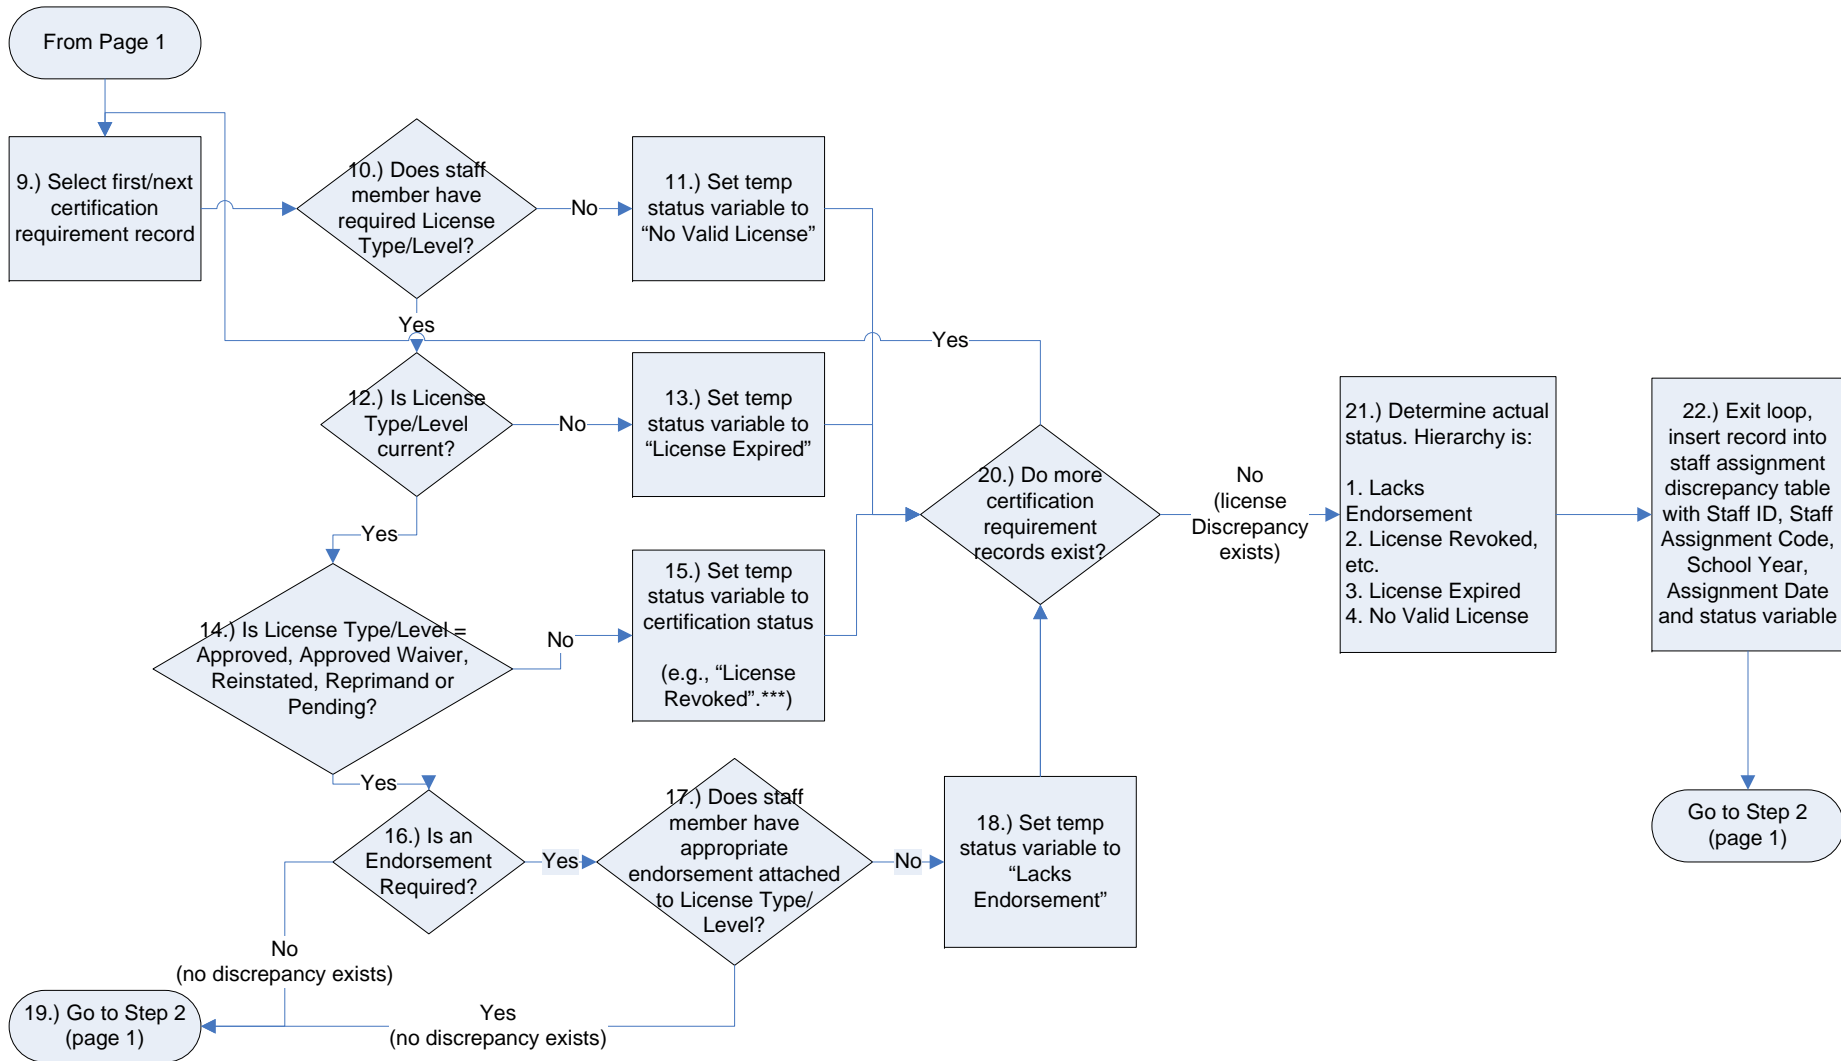 From Page 1
9.) Select first/next
certification
requirement record
10.) Does staff
member have
required License
Type/Level?
No
11.) Set temp
status variable to
“No Valid License”
Yes
Yes
12.) Is License
Type/Level
current?
No
13.) Set temp
status variable to
“License Expired”
Yes
14.) Is License Type/Level =
Approved, Approved Waiver,
Reinstated, Reprimand or
Pending?
No
15.) Set temp
status variable to
certification status
(e.g., “License
Revoked”.***)
Yes
16.) Is an
Endorsement
Required?
Yes
17.) Does staff
member have
appropriate
endorsement attached
to License Type/
Level?
No
18.) Set temp
status variable to
“Lacks
Endorsement”
No
(no discrepancy exists)
19.) Go to Step 2
(page 1)
Yes
(no discrepancy exists)
20.) Do more
certification
requirement
records exist?
No
(license
Discrepancy
exists)
21.) Determine actual
status. Hierarchy is:
1. Lacks
Endorsement
2. License Revoked,
etc.
3. License Expired
4. No Valid License
22.) Exit loop,
insert record into
staff assignment
discrepancy table
with Staff ID, Staff
Assignment Code,
School Year,
Assignment Date
and status variable
Go to Step 2
(page 1)